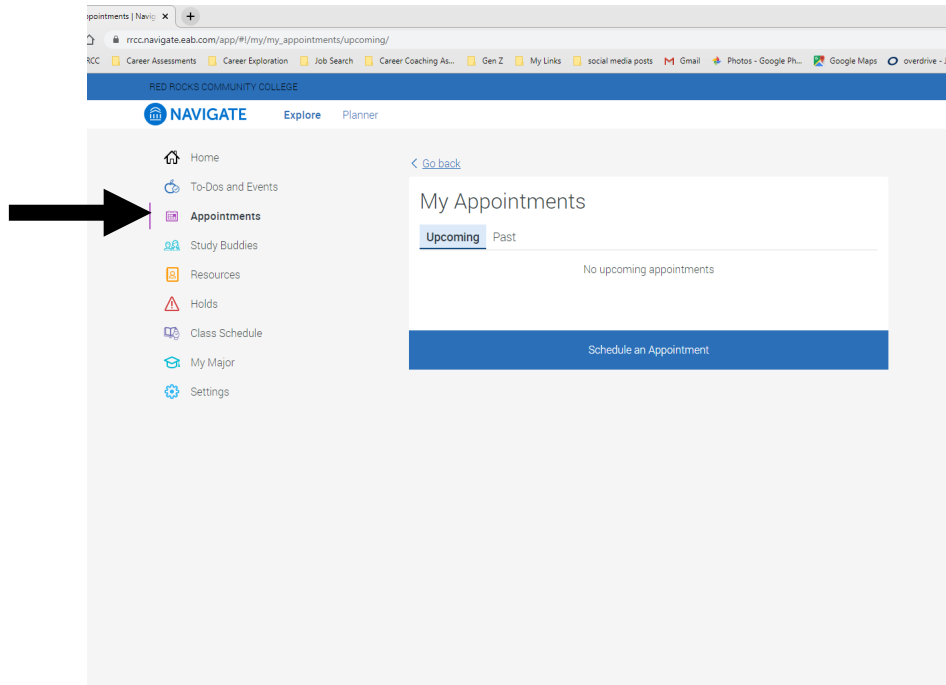 ppointments | Navig
rrcc.navigate.eab.com/app/#l/my/my_appointments/upcoming/
RCC Career Assessments Career Exploration Job Search Career Coaching As... Gen Z My Links social media posts Gmail Photos - Google Ph... Google Maps overdrive - J
RED ROCKS COMMUNITY COLLEGE
NAVIGATE Explore Planner
Home
To-Dos and Events
Appointments
Study Buddies
Resources
Holds
Class Schedule
My Major
Settings
Go back
My Appointments
Upcoming Past
No upcoming appointments
Schedule an Appointment